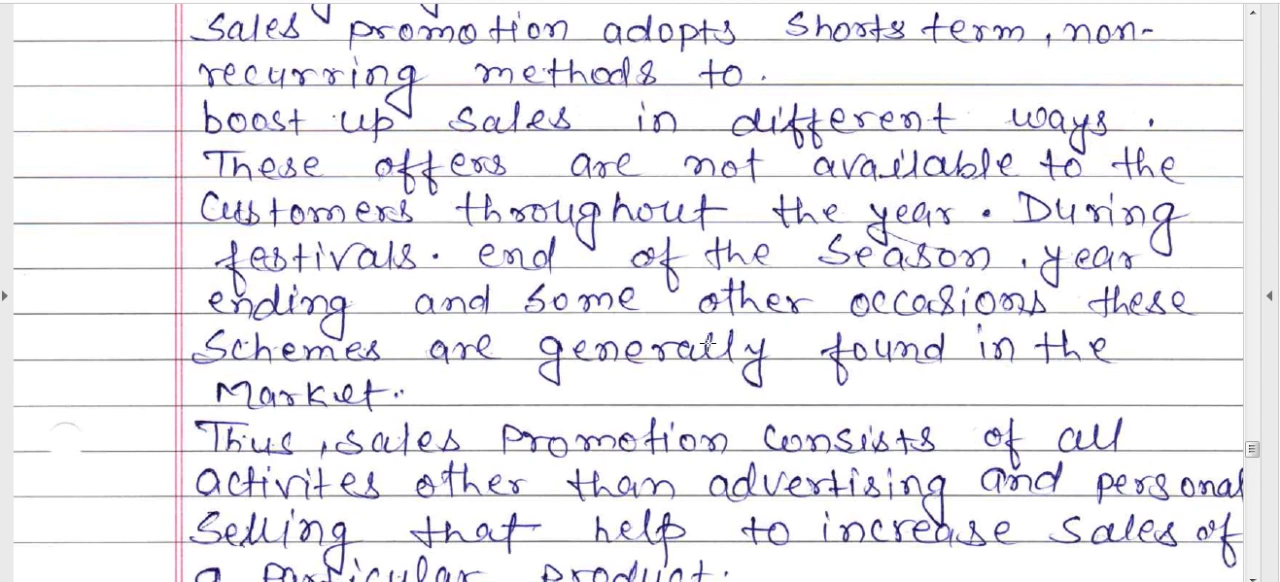 Sales promotion adopts Shorts term, non-
recurring methods to.
boost up sales in different ways.
These offers are not available to the
Customers throughout the year. During
festivals. end of the Season, year
ending and some other occasions these
Schemes are generally found in the
Market..
Thus, sales Promotion Consists of all
activites other than advertising and personal
Selling that help to increase Sales of
a particular product.